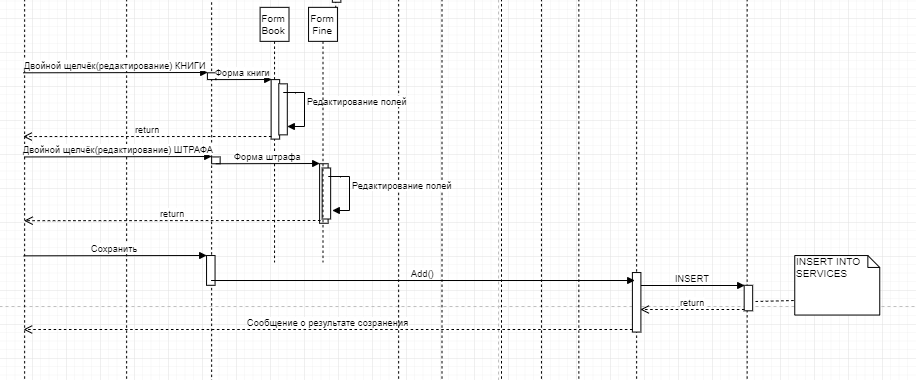 Form
Book
Form
Fine
Двойной щелчёк(редактирование) КНИГИ
Форма книги
Редактирование полей
return
Двойной щелчёк(редактирование) ШТРАФА
Форма штрафа
Редактирование полей
return
Сохранить
Add()
INSERT
INSERT INTO
SERVICES
return
Сообщение о результате созранения